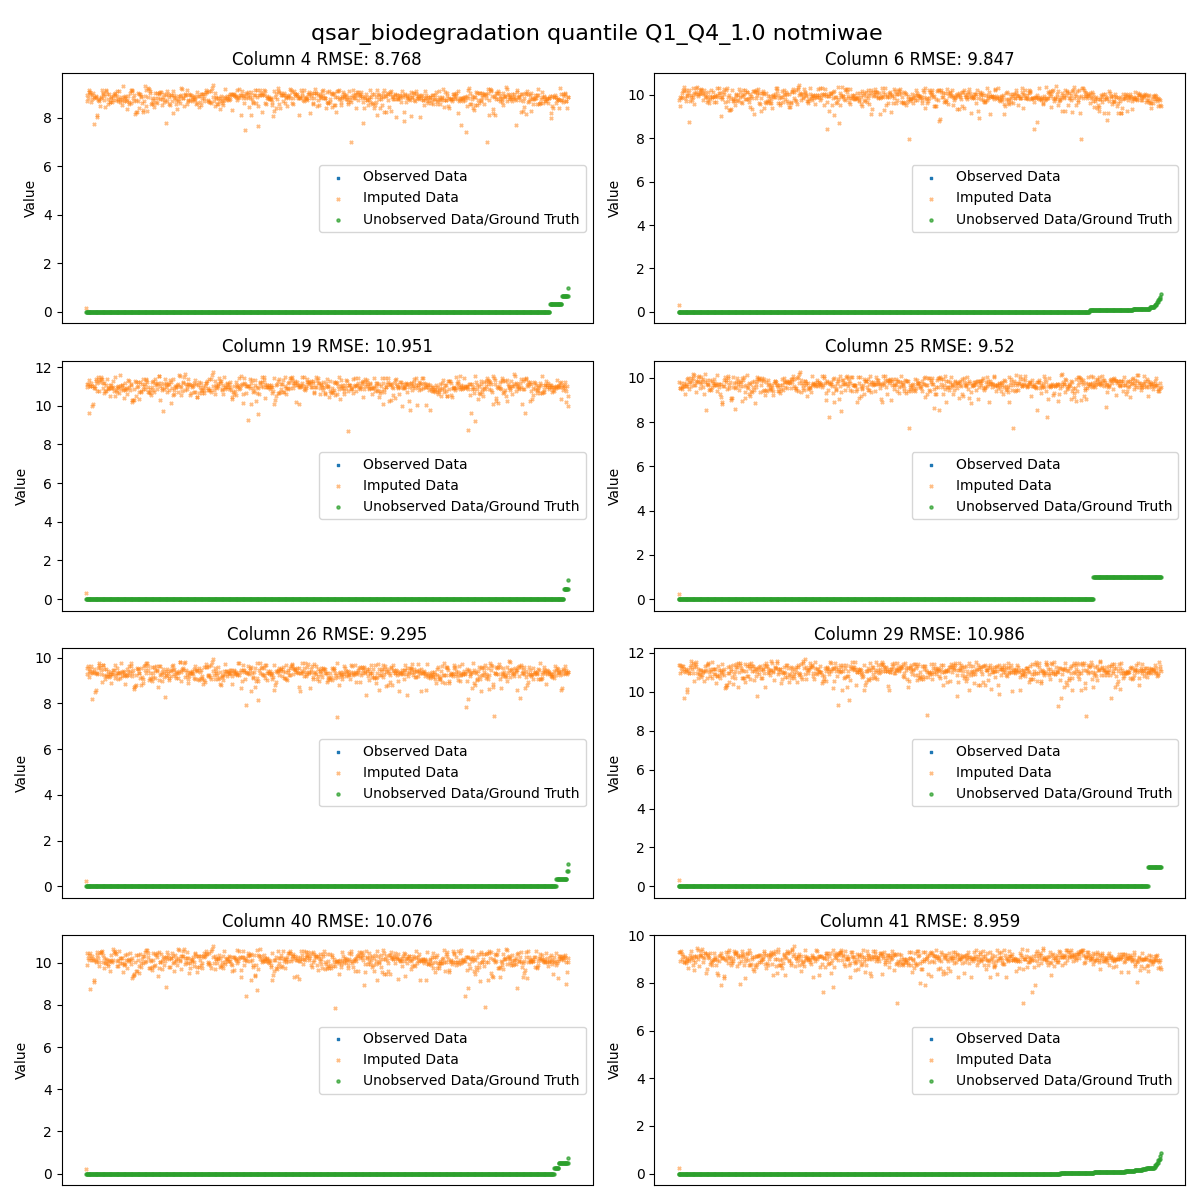 qsar_biodegradation quantile Q1_Q4_1.0 notmiwae
Column 4 RMSE: 8.768
Value
8
6
4
2
0
Observed Data
Imputed Data
Unobserved Data/Ground Truth
Column 6 RMSE: 9.847
Value
10
8
6
4
2
0
Observed Data
Imputed Data
Unobserved Data/Ground Truth
Column 19 RMSE: 10.951
Value
12
10
8
6
4
2
0
Observed Data
Imputed Data
Unobserved Data/Ground Truth
Column 25 RMSE: 9.52
Value
10
8
6
4
2
0
Observed Data
Imputed Data
Unobserved Data/Ground Truth
Column 26 RMSE: 9.295
Value
10
8
6
4
2
0
Observed Data
Imputed Data
Unobserved Data/Ground Truth
Column 29 RMSE: 10.986
Value
12
10
8
6
4
2
0
Observed Data
Imputed Data
Unobserved Data/Ground Truth
Column 40 RMSE: 10.076
Value
10
8
6
4
2
0
Observed Data
Imputed Data
Unobserved Data/Ground Truth
Column 41 RMSE: 8.959
Value
10
8
6
4
2
0
Observed Data
Imputed Data
Unobserved Data/Ground Truth